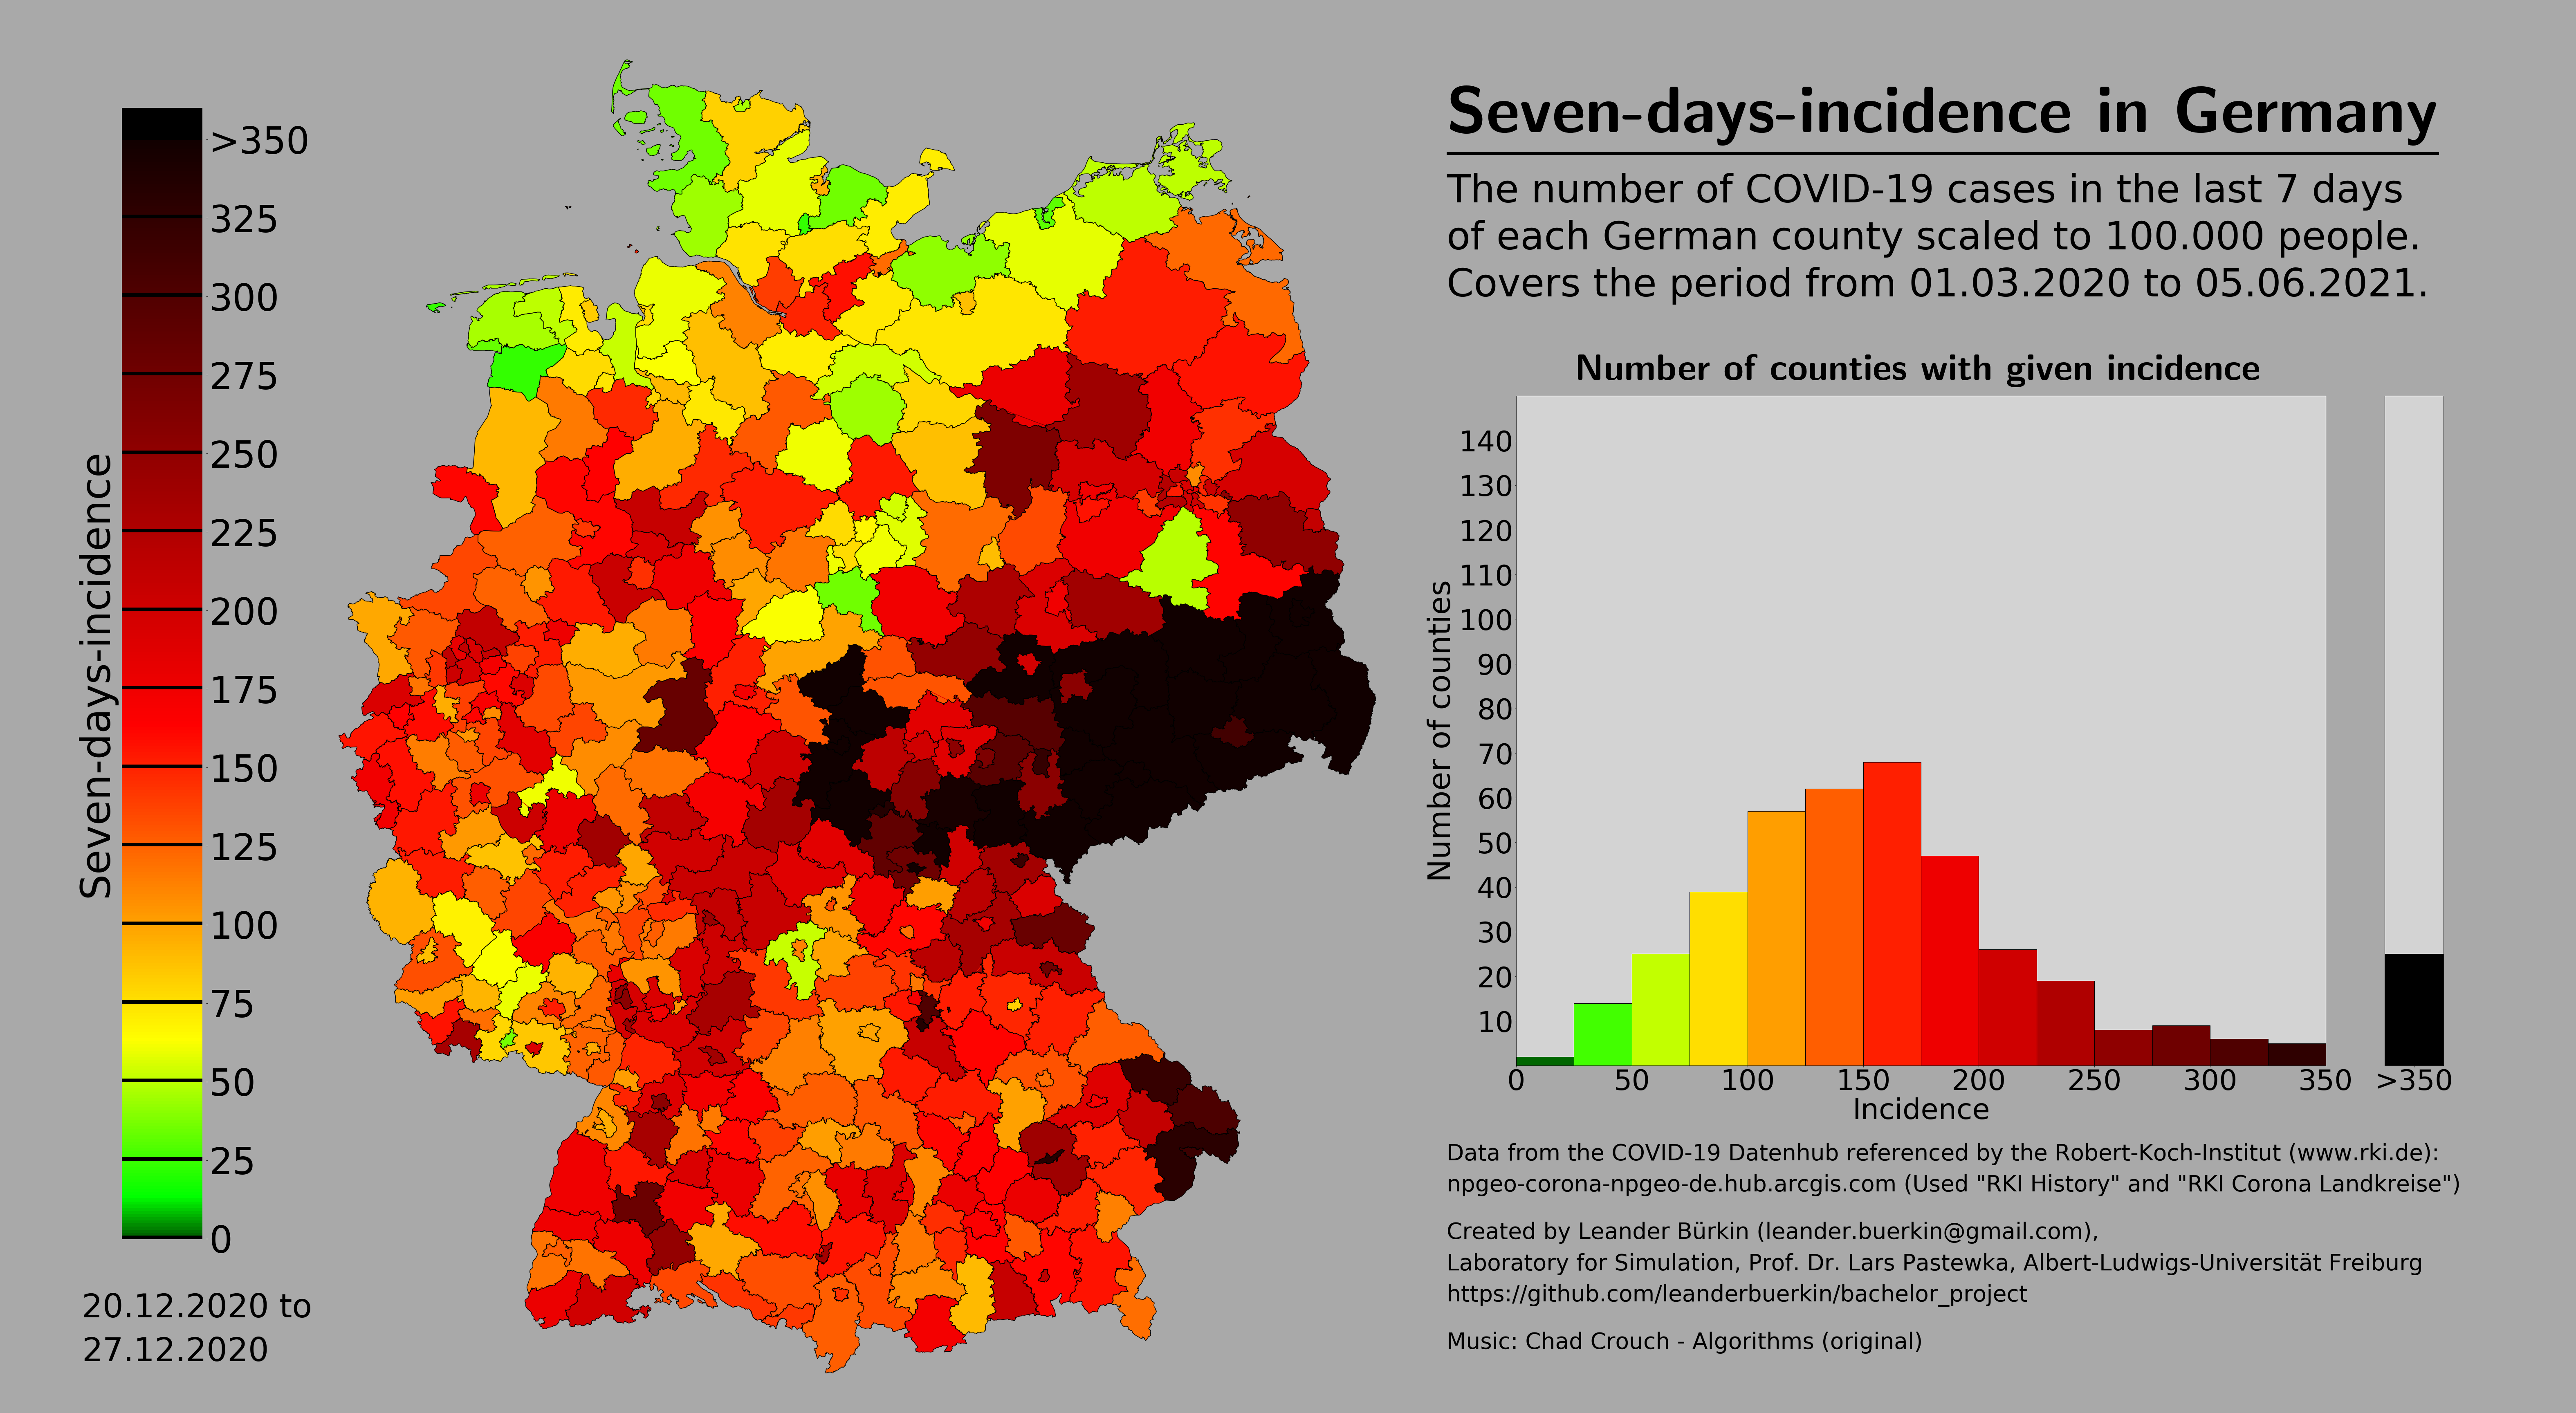 Seven-days-incidence in Germany
The number of COVID-19 cases in the last 7 days
of each German county scaled to 100.000 people.
Covers the period from 01.03.2020 to 05.06.2021.
Seven-days-incidence
>350
325
300
275
250
225
200
175
150
125
100
75
50
25
0
20.12.2020 to
27.12.2020
Number of counties with given incidence
Number of counties
140
130
120
110
100
90
80
70
60
50
40
30
20
10
0 50 100 150 200 250 300 350 >350
Incidence
Data from the COVID-19 Datenhub referenced by the Robert-Koch-Institut (www.rki.de):
npgeo-corona-npgeo-de.hub.arcgis.com (Used "RKI History" and "RKI Corona Landkreise")
Created by Leander Bürkin (leander.buerkin@gmail.com),
Laboratory for Simulation, Prof. Dr. Lars Pastewka, Albert-Ludwigs-Universität Freiburg
https://github.com/leanderbuerkin/bachelor_project
Music: Chad Crouch - Algorithms (original)